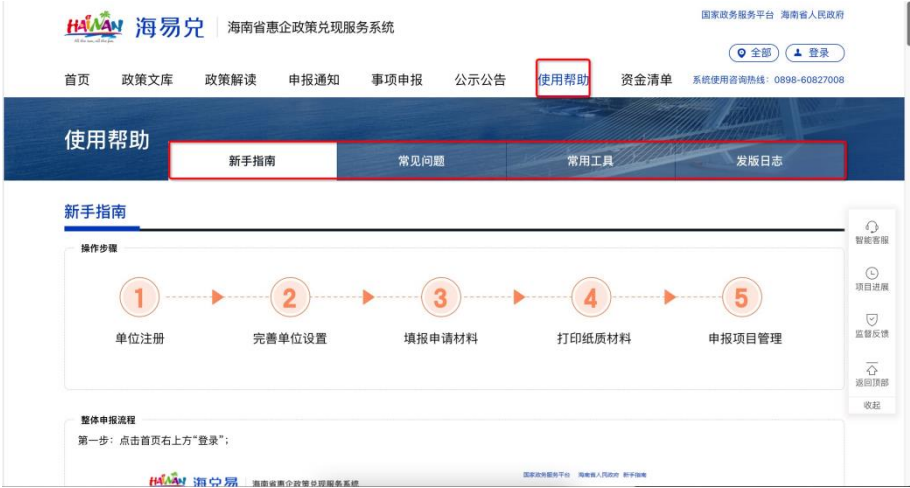 国家政务服务平台 海南省人民政府
HAINAN 海易兑 海南省惠企政策兑现服务系统
全部 登录
首页 政策文库 政策解读 申报通知 事项申报 公示公告 使用帮助 资金清单 系统使用咨询热线：0898-60827008
使用帮助
新手指南 常见问题 常用工具 发版日志
新手指南
操作步骤
1 2 3 4 5
单位注册 完善单位设置 填报申请材料 打印纸质材料 申报项目管理
智能客服
项目进展
监督反馈
返回顶部
收起
整体申报流程
第一步：点击首页右上方“登录”；
国家政务服务平台 海南省人民政府 新手指南
HAINAN 海兑易 海南省惠企政策兑现服务系统